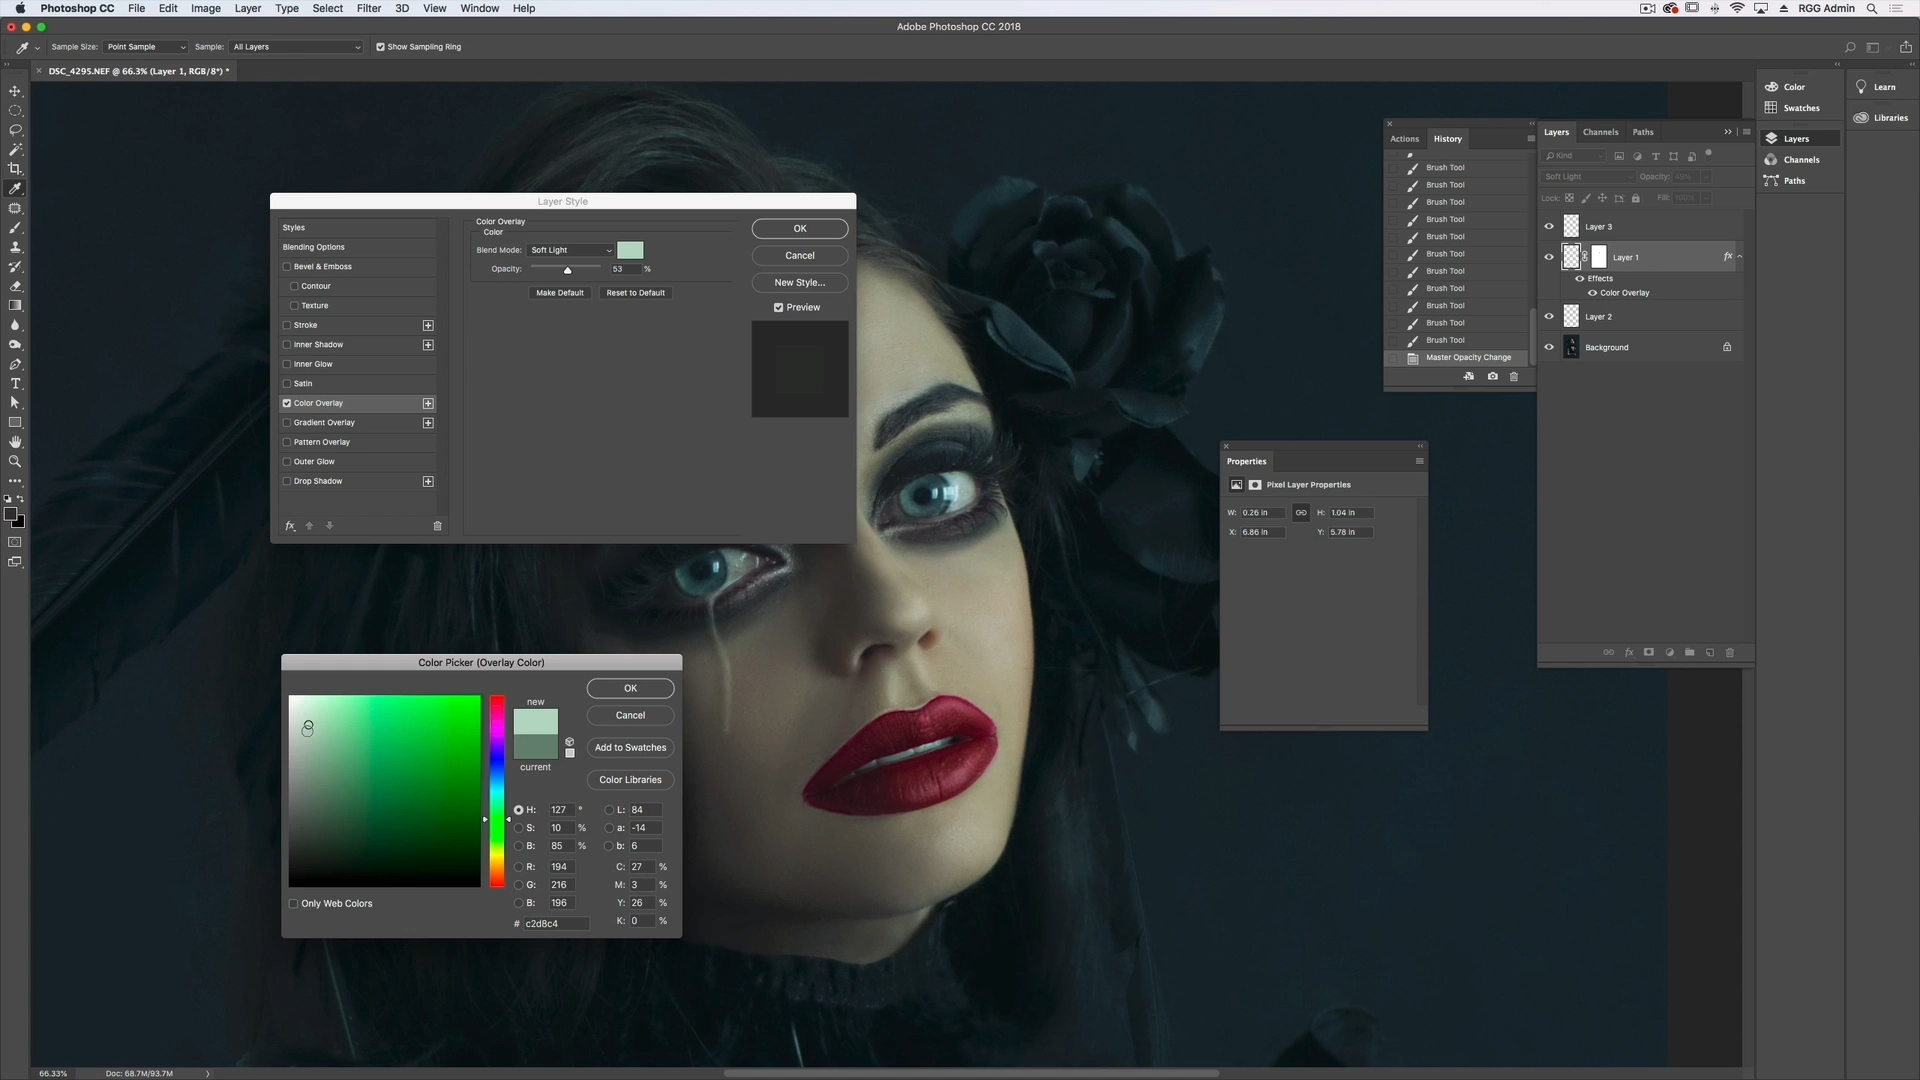 Photoshop CC File Edit Image Layer Type Select Filter 3D View Window Help RGG Admin
Adobe Photoshop CC 2018
Sample Size: Point Sample Sample: All Layers Show Sampling Ring
DSC_4295.NEF @ 66.3% (Layer 1, RGB/8*) *
Layer Style
Styles
Blending Options
Bevel & Emboss
Contour
Texture
Stroke
Inner Shadow
Inner Glow
Satin
Color Overlay
Gradient Overlay
Pattern Overlay
Outer Glow
Drop Shadow
fx
Color Overlay
Color
Blend Mode: Soft Light
Opacity: 53 %
Make Default Reset to Default
OK
Cancel
New Style...
Preview
Color Picker (Overlay Color)
new
current
OK
Cancel
Add to Swatches
Color Libraries
H: 127 ° L: 84
S: 10 % a: -14
B: 85 % b: 6
R: 194 C: 27 %
G: 216 M: 3 %
B: 196 Y: 26 %
# c2d8c4 K: 0 %
Only Web Colors
Actions History
Brush Tool
Brush Tool
Brush Tool
Brush Tool
Brush Tool
Brush Tool
Brush Tool
Brush Tool
Brush Tool
Brush Tool
Brush Tool
Master Opacity Change
Properties
Pixel Layer Properties
W: 0.26 in H: 1.04 in
X: 6.86 in Y: 5.78 in
Layers Channels Paths
Kind
Soft Light Opacity: 49%
Lock: Fill: 100%
Layer 3
Layer 1 fx
Effects
Color Overlay
Layer 2
Background
fx
Color
Swatches
Layers
Channels
Paths
Learn
Libraries
66.33% Doc: 68.7M/93.7M